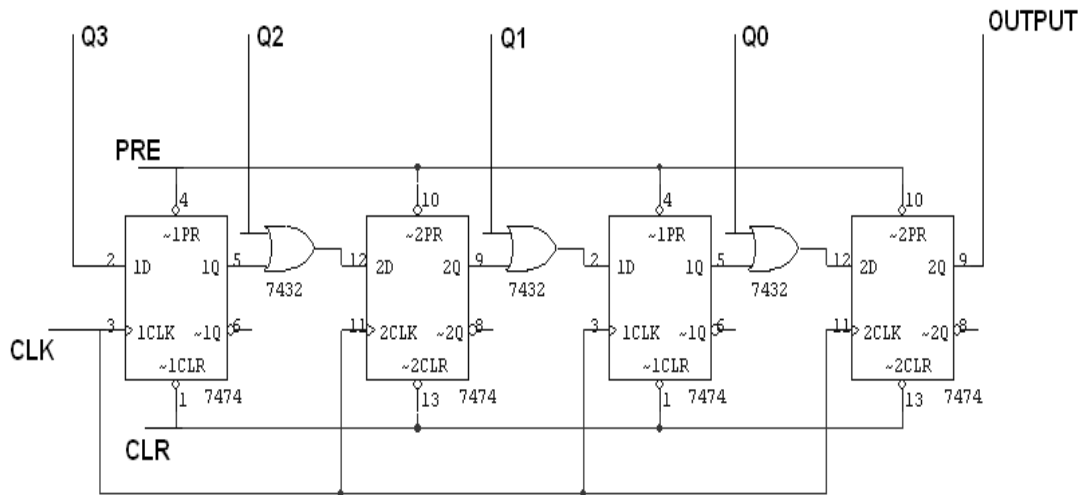 Q3 Q2 Q1 Q0 OUTPUT
PRE
4 10 4 10
~1PR ~2PR ~1PR ~2PR
2 1D 1Q 5 12 2D 2Q 9 2 1D 1Q 5 12 2D 2Q 9
7432 7432 7432
3 1CLK ~1Q 6 11 2CLK ~2Q 8 3 1CLK ~1Q 6 11 2CLK ~2Q 8
CLK
~1CLR ~2CLR ~1CLR ~2CLR
1 7474 13 7474 1 7474 13 7474
CLR